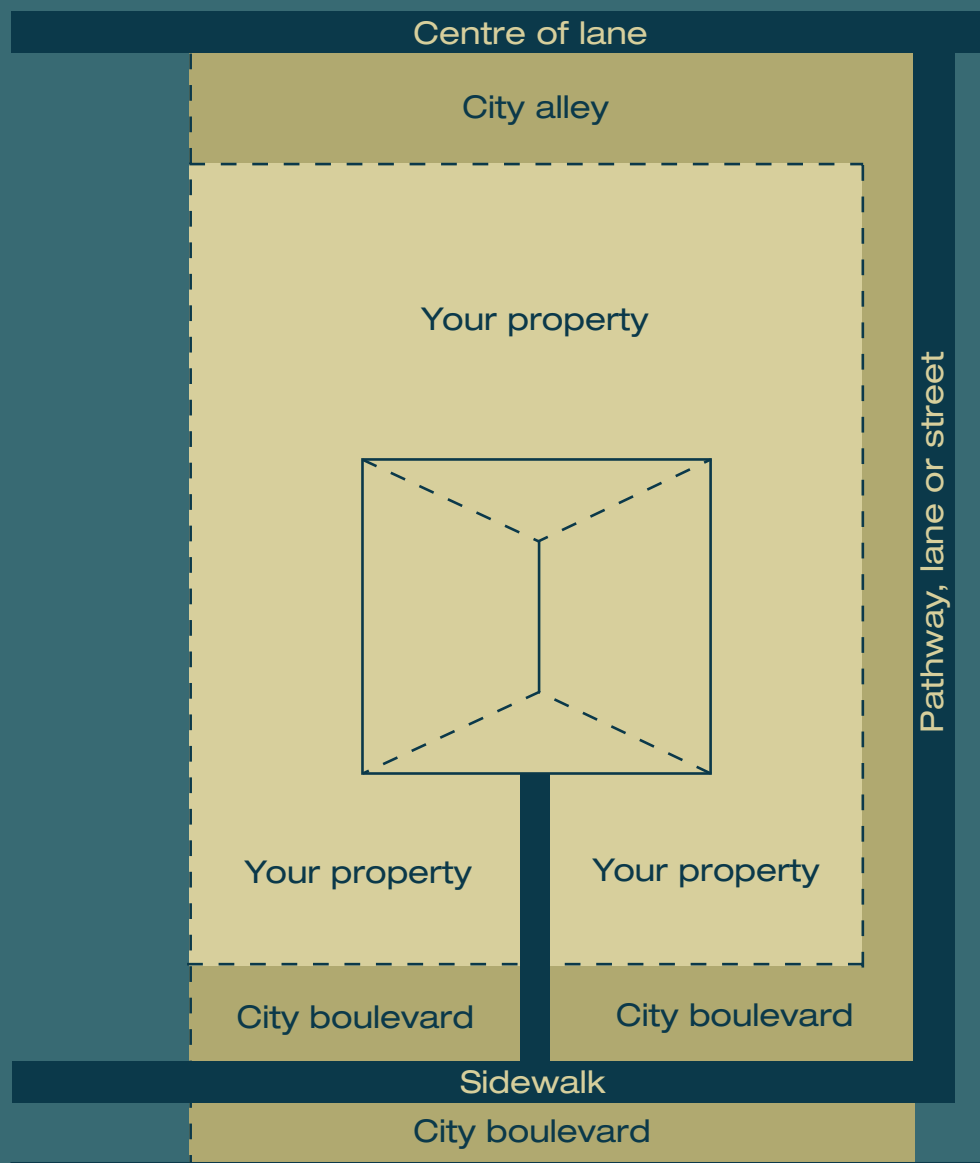 Centre of lane
City alley
Your property
Pathway, lane or street
Your property
Your property
City boulevard
City boulevard
Sidewalk
City boulevard